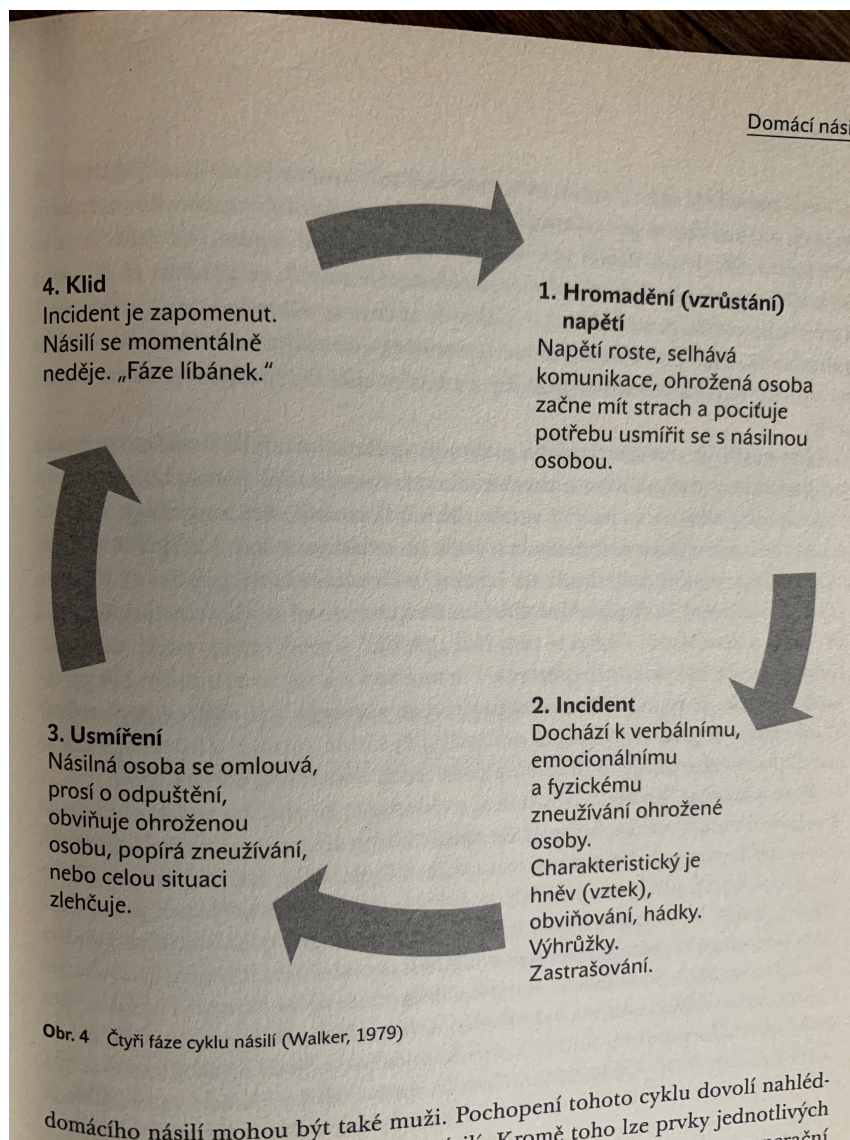 Domácí
4. Klid
Incident je zapomenut.
Násilí se momentálně
neděje. „Fáze líbánek.“
1. Hromadění (vzrůstání)
napětí
Napětí roste, selhává
komunikace, ohrožená osoba
začne mít strach a pociťuje
potřebu usmířit se s násilnou
osobou.
2. Incident
Dochází k verbálnímu,
emocionálnímu
a fyzickému
zneužívání ohrožené
osoby.
Charakteristický je
hněv (vztek),
obviňování, hádky.
Výhrůžky.
Zastrašování.
3. Usmíření
Násilná osoba se omlouvá,
prosí o odpuštění,
obviňuje ohroženou
osobu, popírá zneužívání,
nebo celou situaci
zlehčuje.
Obr. 4 Čtyři fáze cyklu násilí (Walker, 1979)
domácího násilí mohou být také muži. Pochopení tohoto cyklu dovolí nahléd-
Kromě toho lze prvky jednotlivých